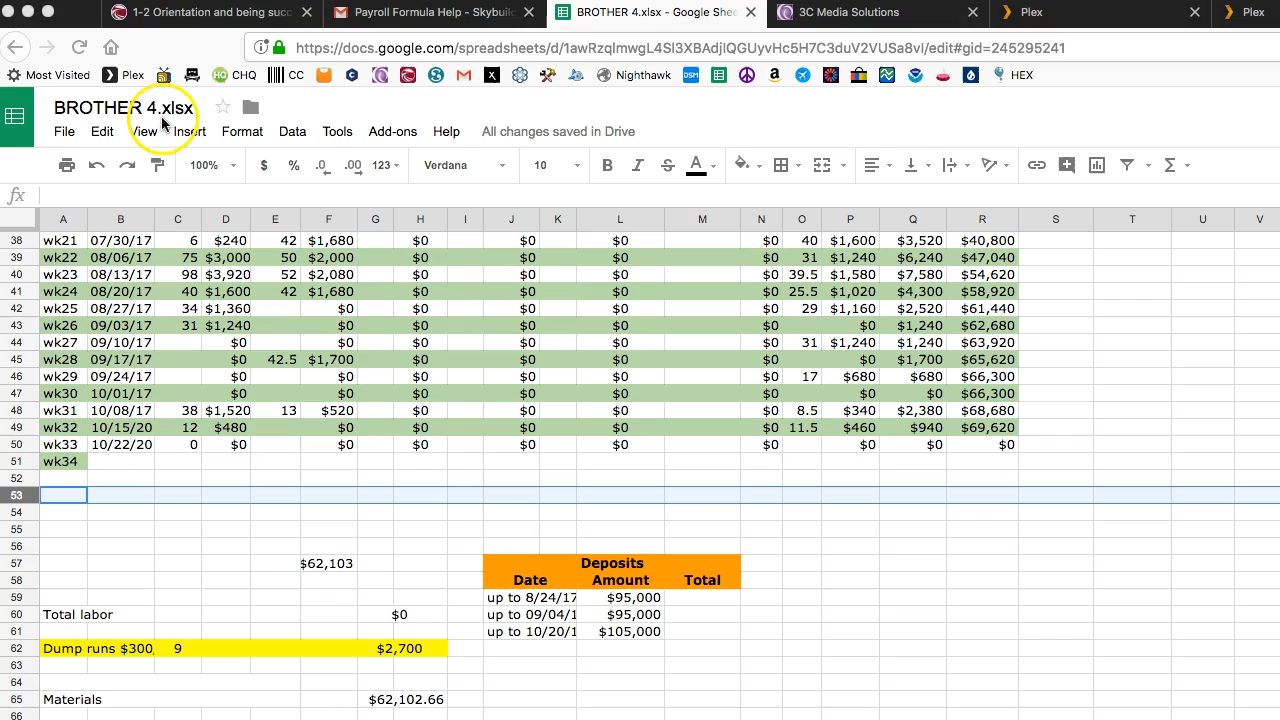 1-2 Orientation and being succ
Payroll Formula Help - Skybuil
BROTHER 4.xlsx - Google Shee
3C Media Solutions
Plex
Plex
https://docs.google.com/spreadsheets/d/1awRzqlmwgL4Sl3XBAdjlQGUyvHc5H7C3duV2VUSa8vI/edit#gid=245295241
Most Visited Plex CHQ CC Nighthawk DSM HEX
BROTHER 4.xlsx
File Edit View Insert Format Data Tools Add-ons Help All changes saved in Drive
100% $ % .0 .00 123 Verdana 10 B I S A
fx
A B C D E F G H I J K L M N O P Q R S T U V
38 wk21 07/30/17 6 $240 42 $1,680 $0 $0 $0 $0 40 $1,600 $3,520 $40,800
39 wk22 08/06/17 75 $3,000 50 $2,000 $0 $0 $0 $0 31 $1,240 $6,240 $47,040
40 wk23 08/13/17 98 $3,920 52 $2,080 $0 $0 $0 $0 39.5 $1,580 $7,580 $54,620
41 wk24 08/20/17 40 $1,600 42 $1,680 $0 $0 $0 $0 25.5 $1,020 $4,300 $58,920
42 wk25 08/27/17 34 $1,360 $0 $0 $0 $0 $0 29 $1,160 $2,520 $61,440
43 wk26 09/03/17 31 $1,240 $0 $0 $0 $0 $0 $0 $1,240 $62,680
44 wk27 09/10/17 $0 $0 $0 $0 $0 $0 31 $1,240 $1,240 $63,920
45 wk28 09/17/17 $0 42.5 $1,700 $0 $0 $0 $0 $0 $1,700 $65,620
46 wk29 09/24/17 $0 $0 $0 $0 $0 $0 17 $680 $680 $66,300
47 wk30 10/01/17 $0 $0 $0 $0 $0 $0 $0 $0 $66,300
48 wk31 10/08/17 38 $1,520 13 $520 $0 $0 $0 $0 8.5 $340 $2,380 $68,680
49 wk32 10/15/20 12 $480 $0 $0 $0 $0 $0 11.5 $460 $940 $69,620
50 wk33 10/22/20 0 $0 $0 $0 $0 $0 $0 $0 $0 $0
51 wk34
52
53
54
55
56
57 $62,103 Deposits
58 Date Amount Total
59 up to 8/24/17 $95,000
60 Total labor $0 up to 09/04/1 $95,000
61 up to 10/20/1 $105,000
62 Dump runs $300, 9 $2,700
63
64
65 Materials $62,102.66
66